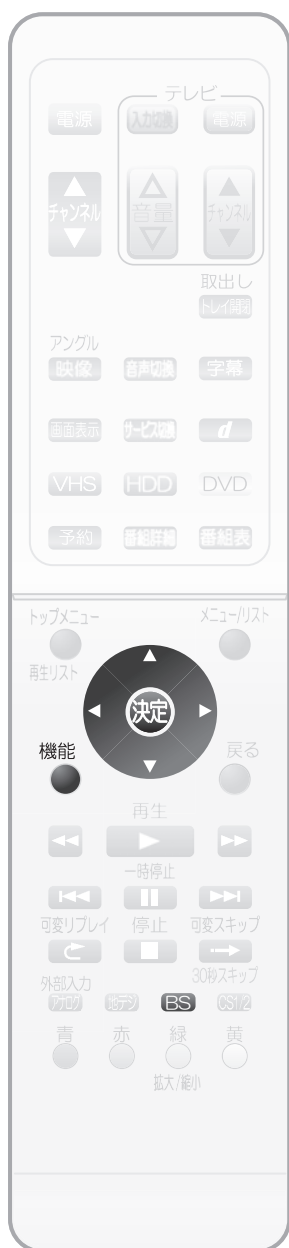 テレビ
電源 入力切換 電源
チャンネル 音量 チャンネル
取出し
トレイ開閉
アングル
映像 音声切換 字幕
画面表示 サービス切換 d
VHS HDD DVD
予約 番組詳細 番組表
トップメニュー メニュー/リスト
再生リスト
決定
機能 戻る
再生
一時停止
可変リプレイ 停止 可変スキップ
30秒スキップ
外部入力
アナログ 地デジ BS CS1/2
青 赤 緑 黄
拡大/縮小